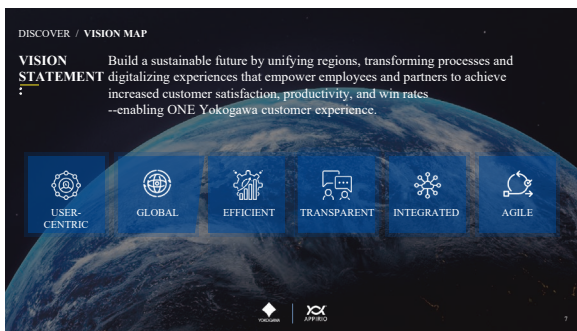 DISCOVER / VISION MAP
VISION STATEMENT:
Build a sustainable future by unifying regions, transforming processes and
digitalizing experiences that empower employees and partners to achieve
increased customer satisfaction, productivity, and win rates
--enabling ONE Yokogawa customer experience.
USER-
CENTRIC
GLOBAL
EFFICIENT
TRANSPARENT
INTEGRATED
AGILE
YOKOGAWA
APPIRIO
7